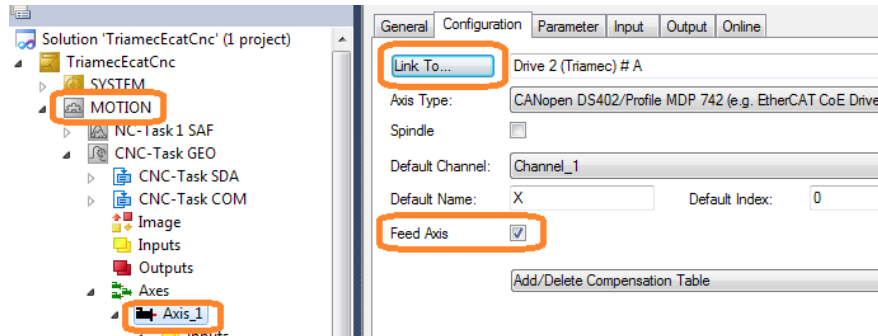 Solution 'TriamecEcatCnc' (1 project)
TriamecEcatCnc
SYSTEM
MOTION
NC-Task 1 SAF
CNC-Task GEO
CNC-Task SDA
CNC-Task COM
Image
Inputs
Outputs
Axes
Axis_1
Inputs
General Configuration Parameter Input Output Online
Link To... Drive 2 (Triamec) # A
Axis Type: CANopen DS402/Profile MDP 742 (e.g. EtherCAT CoE Drive
Spindle
Default Channel: Channel_1
Default Name: X Default Index: 0
Feed Axis
Add/Delete Compensation Table